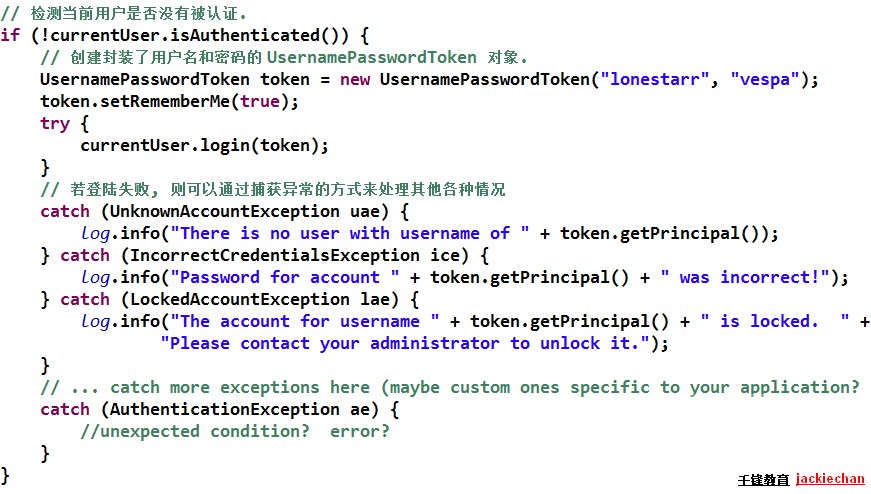 // 检测当前用户是否没有被认证.
if (!currentUser.isAuthenticated()) {
    // 创建封装了用户名和密码的 UsernamePasswordToken 对象.
    UsernamePasswordToken token = new UsernamePasswordToken("lonestarr", "vespa");
    token.setRememberMe(true);
    try {
        currentUser.login(token);
    }
    // 若登陆失败, 则可以通过捕获异常的方式来处理其他各种情况
    catch (UnknownAccountException uae) {
        log.info("There is no user with username of " + token.getPrincipal());
    } catch (IncorrectCredentialsException ice) {
        log.info("Password for account " + token.getPrincipal() + " was incorrect!");
    } catch (LockedAccountException lae) {
        log.info("The account for username " + token.getPrincipal() + " is locked.  " +
                "Please contact your administrator to unlock it.");
    }
    // ... catch more exceptions here (maybe custom ones specific to your application?
    catch (AuthenticationException ae) {
        //unexpected condition?  error?
    }
}
千锋教育 jackiechan